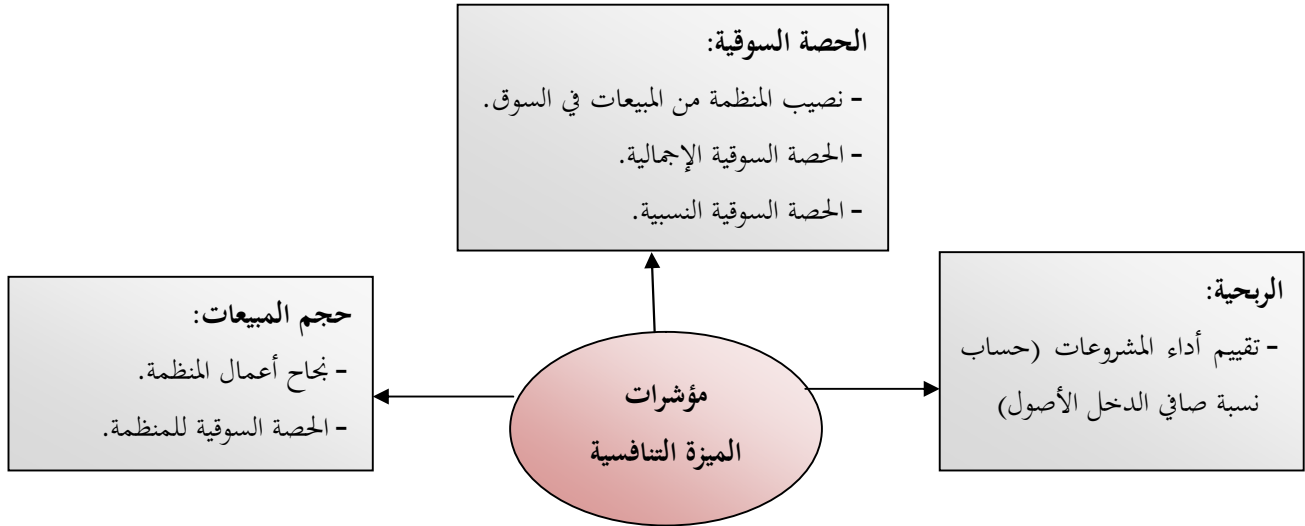 الحصة السوقية:
- نصيب المنظمة من المبيعات في السوق.
- الحصة السوقية الإجمالية.
- الحصة السوقية النسبية.
الربحية:
- تقييم أداء المشروعات (حساب
نسبة صافي الدخل الأصول)
مؤشرات
الميزة التنافسية
حجم المبيعات:
- نجاح أعمال المنظمة.
- الحصة السوقية للمنظمة.